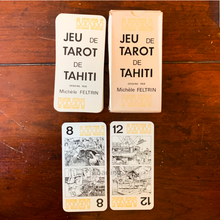 JEU DE
TAROT
DE
TAHITI
Michèle FELTRIN
JEU DE
TAROT
DE
TAHITI
Michèle FELTRIN
8
12
8
12